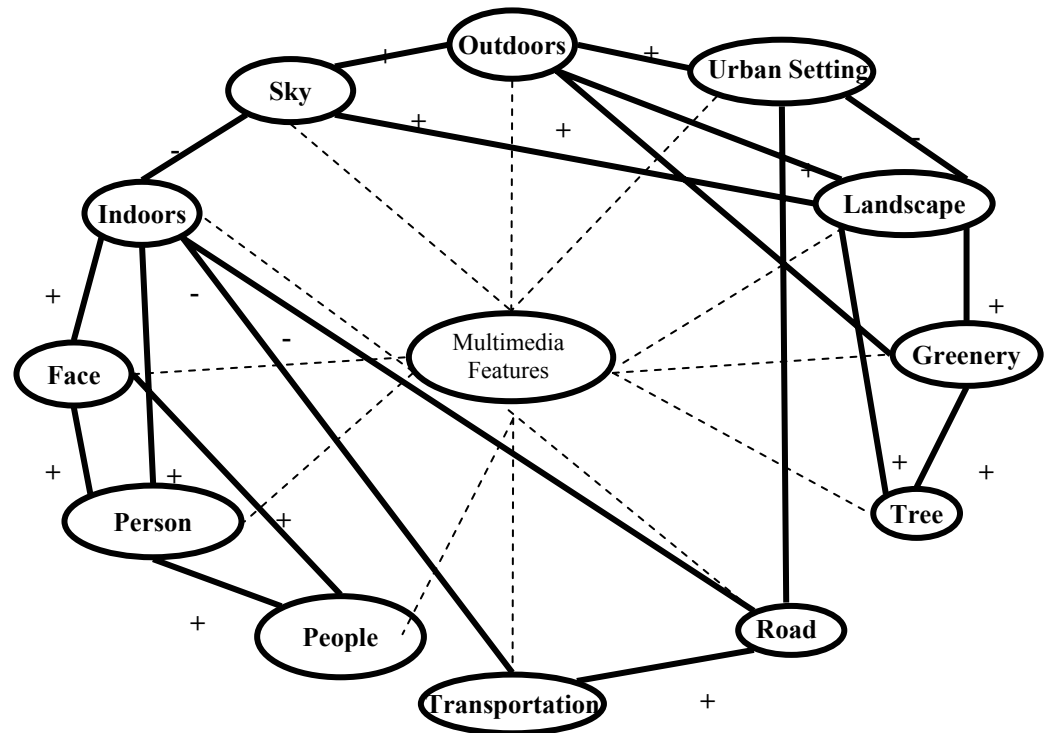 Outdoors
+
+
Urban Setting
Sky
+
+
-
-
+
Indoors
Landscape
+
-
+
-
Multimedia
Features
Greenery
Face
+
+
+
+
Tree
Person
+
+
People
Road
Transportation
+